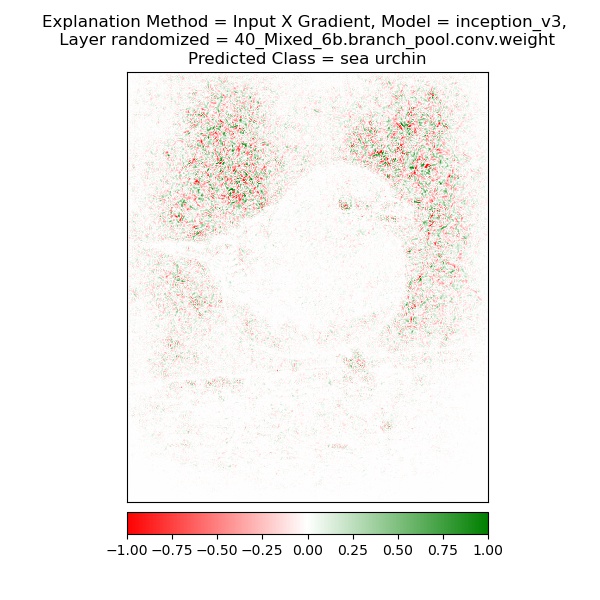 Explanation Method = Input X Gradient, Model = inception_v3,
Layer randomized = 40_Mixed_6b.branch_pool.conv.weight
Predicted Class = sea urchin
−1.00 −0.75 −0.50 −0.25 0.00 0.25 0.50 0.75 1.00